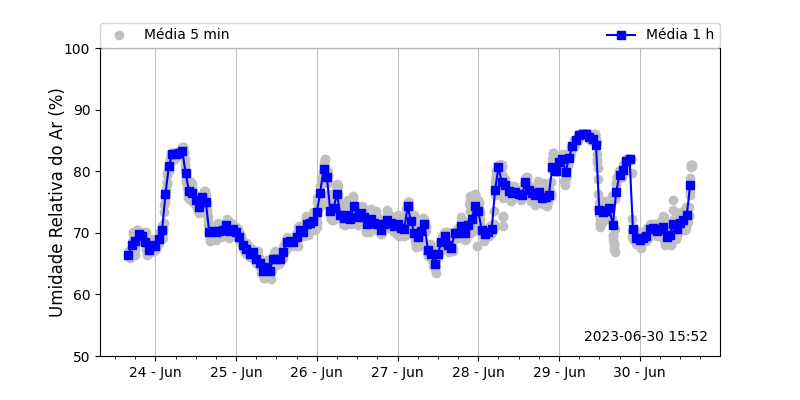 Média 5 min
Média 1 h
100
90
80
70
60
50
Umidade Relativa do Ar (%)
2023-06-30 15:52
24 - Jun
25 - Jun
26 - Jun
27 - Jun
28 - Jun
29 - Jun
30 - Jun